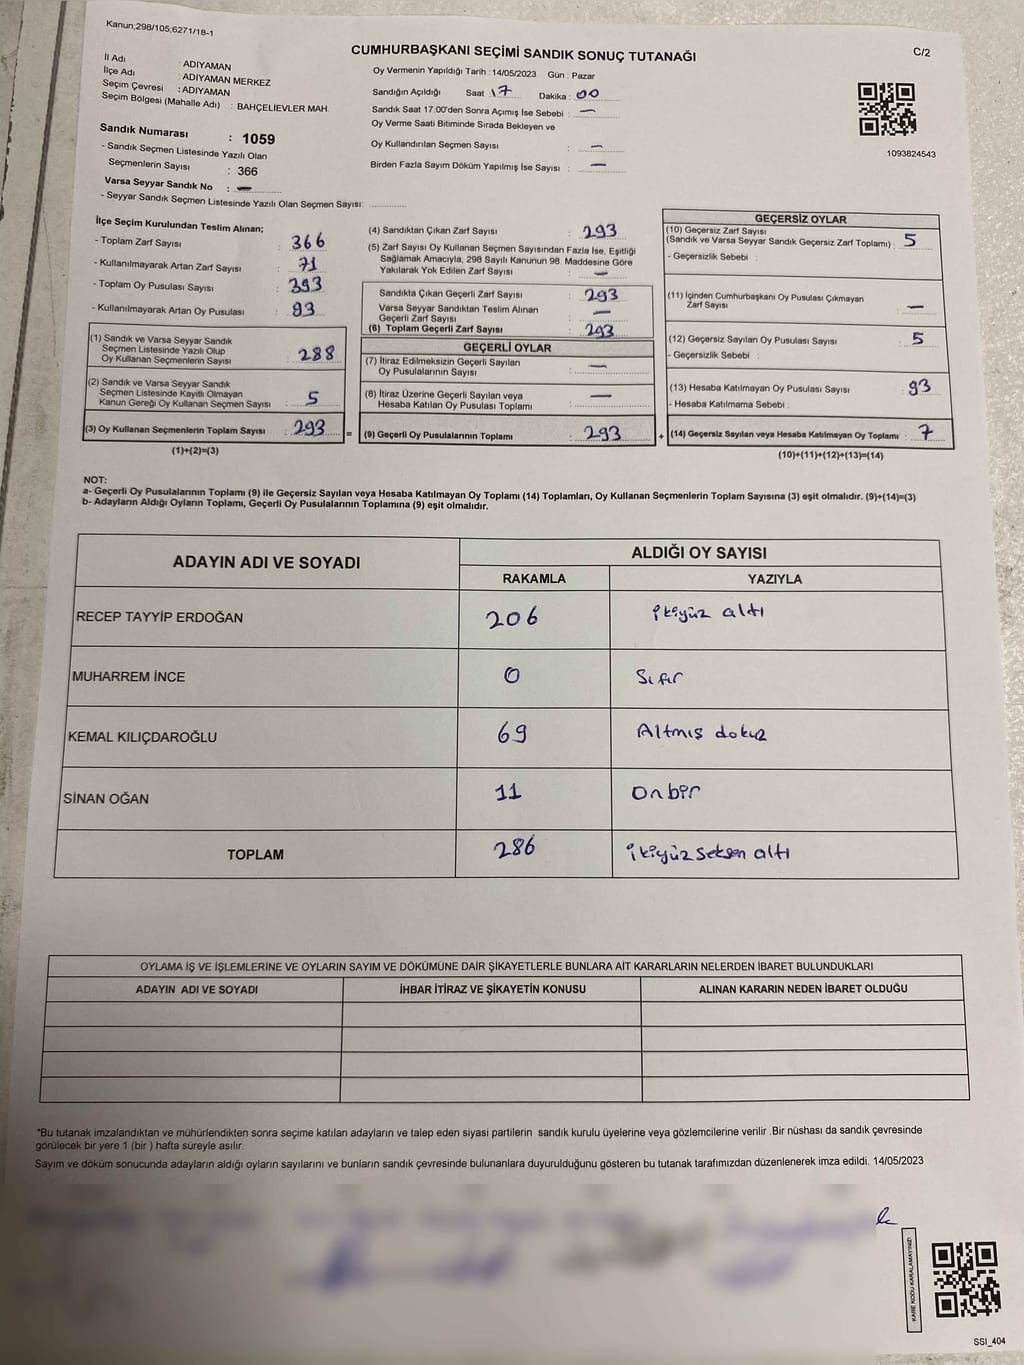 Kanun;298/105;6271/18-1
CUMHURBAŞKANI SEÇİMİ SANDIK SONUÇ TUTANAĞI
C/2
İl Adı : ADIYAMAN
İlçe Adı : ADIYAMAN MERKEZ
Seçim Çevresi : ADIYAMAN
Seçim Bölgesi (Mahalle Adı) : BAHÇELİEVLER MAH.
Sandık Numarası : 1059
- Sandık Seçmen Listesinde Yazılı Olan
Seçmenlerin Sayısı : 366
Varsa Seyyar Sandık No : —
- Seyyar Sandık Seçmen Listesinde Yazılı Olan Seçmen Sayısı:
Oy Vermenin Yapıldığı Tarih :14/05/2023 Gün : Pazar
Sandığın Açıldığı Saat 17 Dakika : 00
Sandık Saat 17:00'den Sonra Açımış İse Sebebi : —
Oy Verme Saati Bitiminde Sırada Bekleyen ve
Oy Kullandırılan Seçmen Sayısı : —
Birden Fazla Sayım Döküm Yapılmış İse Sayısı : —
1093824543
İlçe Seçim Kurulundan Teslim Alınan;
- Toplam Zarf Sayısı : 366
- Kullanılmayarak Artan Zarf Sayısı : 71
- Toplam Oy Pusulası Sayısı : 393
- Kullanılmayarak Artan Oy Pusulası : 93
(1) Sandık ve Varsa Seyyar Sandık
Seçmen Listesinde Yazılı Olup
Oy Kullanan Seçmenlerin Sayısı : 288
(2) Sandık ve Varsa Seyyar Sandık
Seçmen Listesinde Kayıtlı Olmayan
Kanun Gereği Oy Kullanan Seçmen Sayısı : 5
(3) Oy Kullanan Seçmenlerin Toplam Sayısı : 293
(1)+(2)=(3)
(4) Sandıktan Çıkan Zarf Sayısı : 293
(5) Zarf Sayısı Oy Kullanan Seçmen Sayısından Fazla İse, Eşitliği
Sağlamak Amacıyla, 298 Sayılı Kanunun 98. Maddesine Göre
Yakılarak Yok Edilen Zarf Sayısı : —
Sandıkta Çıkan Geçerli Zarf Sayısı : 293
Varsa Seyyar Sandıktan Teslim Alınan
Geçerli Zarf Sayısı : —
(6) Toplam Geçerli Zarf Sayısı : 293
GEÇERLİ OYLAR
(7) İtiraz Edilmeksizin Geçerli Sayılan
Oy Pusulalarının Sayısı : —
(8) İtiraz Üzerine Geçerli Sayılan veya
Hesaba Katılan Oy Pusulası Toplamı : —
= (9) Geçerli Oy Pusulalarının Toplamı : 293 +
GEÇERSİZ OYLAR
(10) Geçersiz Zarf Sayısı
(Sandık ve Varsa Seyyar Sandık Geçersiz Zarf Toplamı) : 5
- Geçersizlik Sebebi :
(11) İçinden Cumhurbaşkanı Oy Pusulası Çıkmayan
Zarf Sayısı : —
(12) Geçersiz Sayılan Oy Pusulası Sayısı : 5
- Geçersizlik Sebebi :
(13) Hesaba Katılmayan Oy Pusulası Sayısı : 93
- Hesaba Katılmama Sebebi :
(14) Geçersiz Sayılan veya Hesaba Katılmayan Oy Toplamı : 7
(10)+(11)+(12)+(13)=(14)
NOT:
a- Geçerli Oy Pusulalarının Toplamı (9) ile Geçersiz Sayılan veya Hesaba Katılmayan Oy Toplamı (14) Toplamları, Oy Kullanan Seçmenlerin Toplam Sayısına (3) eşit olmalıdır. (9)+(14)=(3)
b- Adayların Aldığı Oyların Toplamı, Geçerli Oy Pusulalarının Toplamına (9) eşit olmalıdır.
ADAYIN ADI VE SOYADI
ALDIĞI OY SAYISI
RAKAMLA YAZIYLA
RECEP TAYYİP ERDOĞAN 206 ikiyüz altı
MUHARREM İNCE 0 Sıfır
KEMAL KILIÇDAROĞLU 69 Altmış dokuz
SİNAN OĞAN 11 Onbir
TOPLAM 286 ikiyüz seksen altı
OYLAMA İŞ VE İŞLEMLERİNE VE OYLARIN SAYIM VE DÖKÜMÜNE DAİR ŞİKAYETLERLE BUNLARA AİT KARARLARIN NELERDEN İBARET BULUNDUKLARI
ADAYIN ADI VE SOYADI İHBAR İTİRAZ VE ŞİKAYETİN KONUSU ALINAN KARARIN NEDEN İBARET OLDUĞU
*Bu tutanak imzalandıktan ve mühürlendikten sonra seçime katılan adayların ve talep eden siyasi partilerin sandık kurulu üyelerine veya gözlemcilerine verilir .Bir nüshası da sandık çevresinde
görülecek bir yere 1 (bir ) hafta süreyle asılır.
Sayım ve döküm sonucunda adayların aldığı oyların sayılarını ve bunların sandık çevresinde bulunanlara duyurulduğunu gösteren bu tutanak tarafımızdan düzenlenerek imza edildi. 14/05/2023
KARE KODU KARALAMAYINIZ!
SSI_404